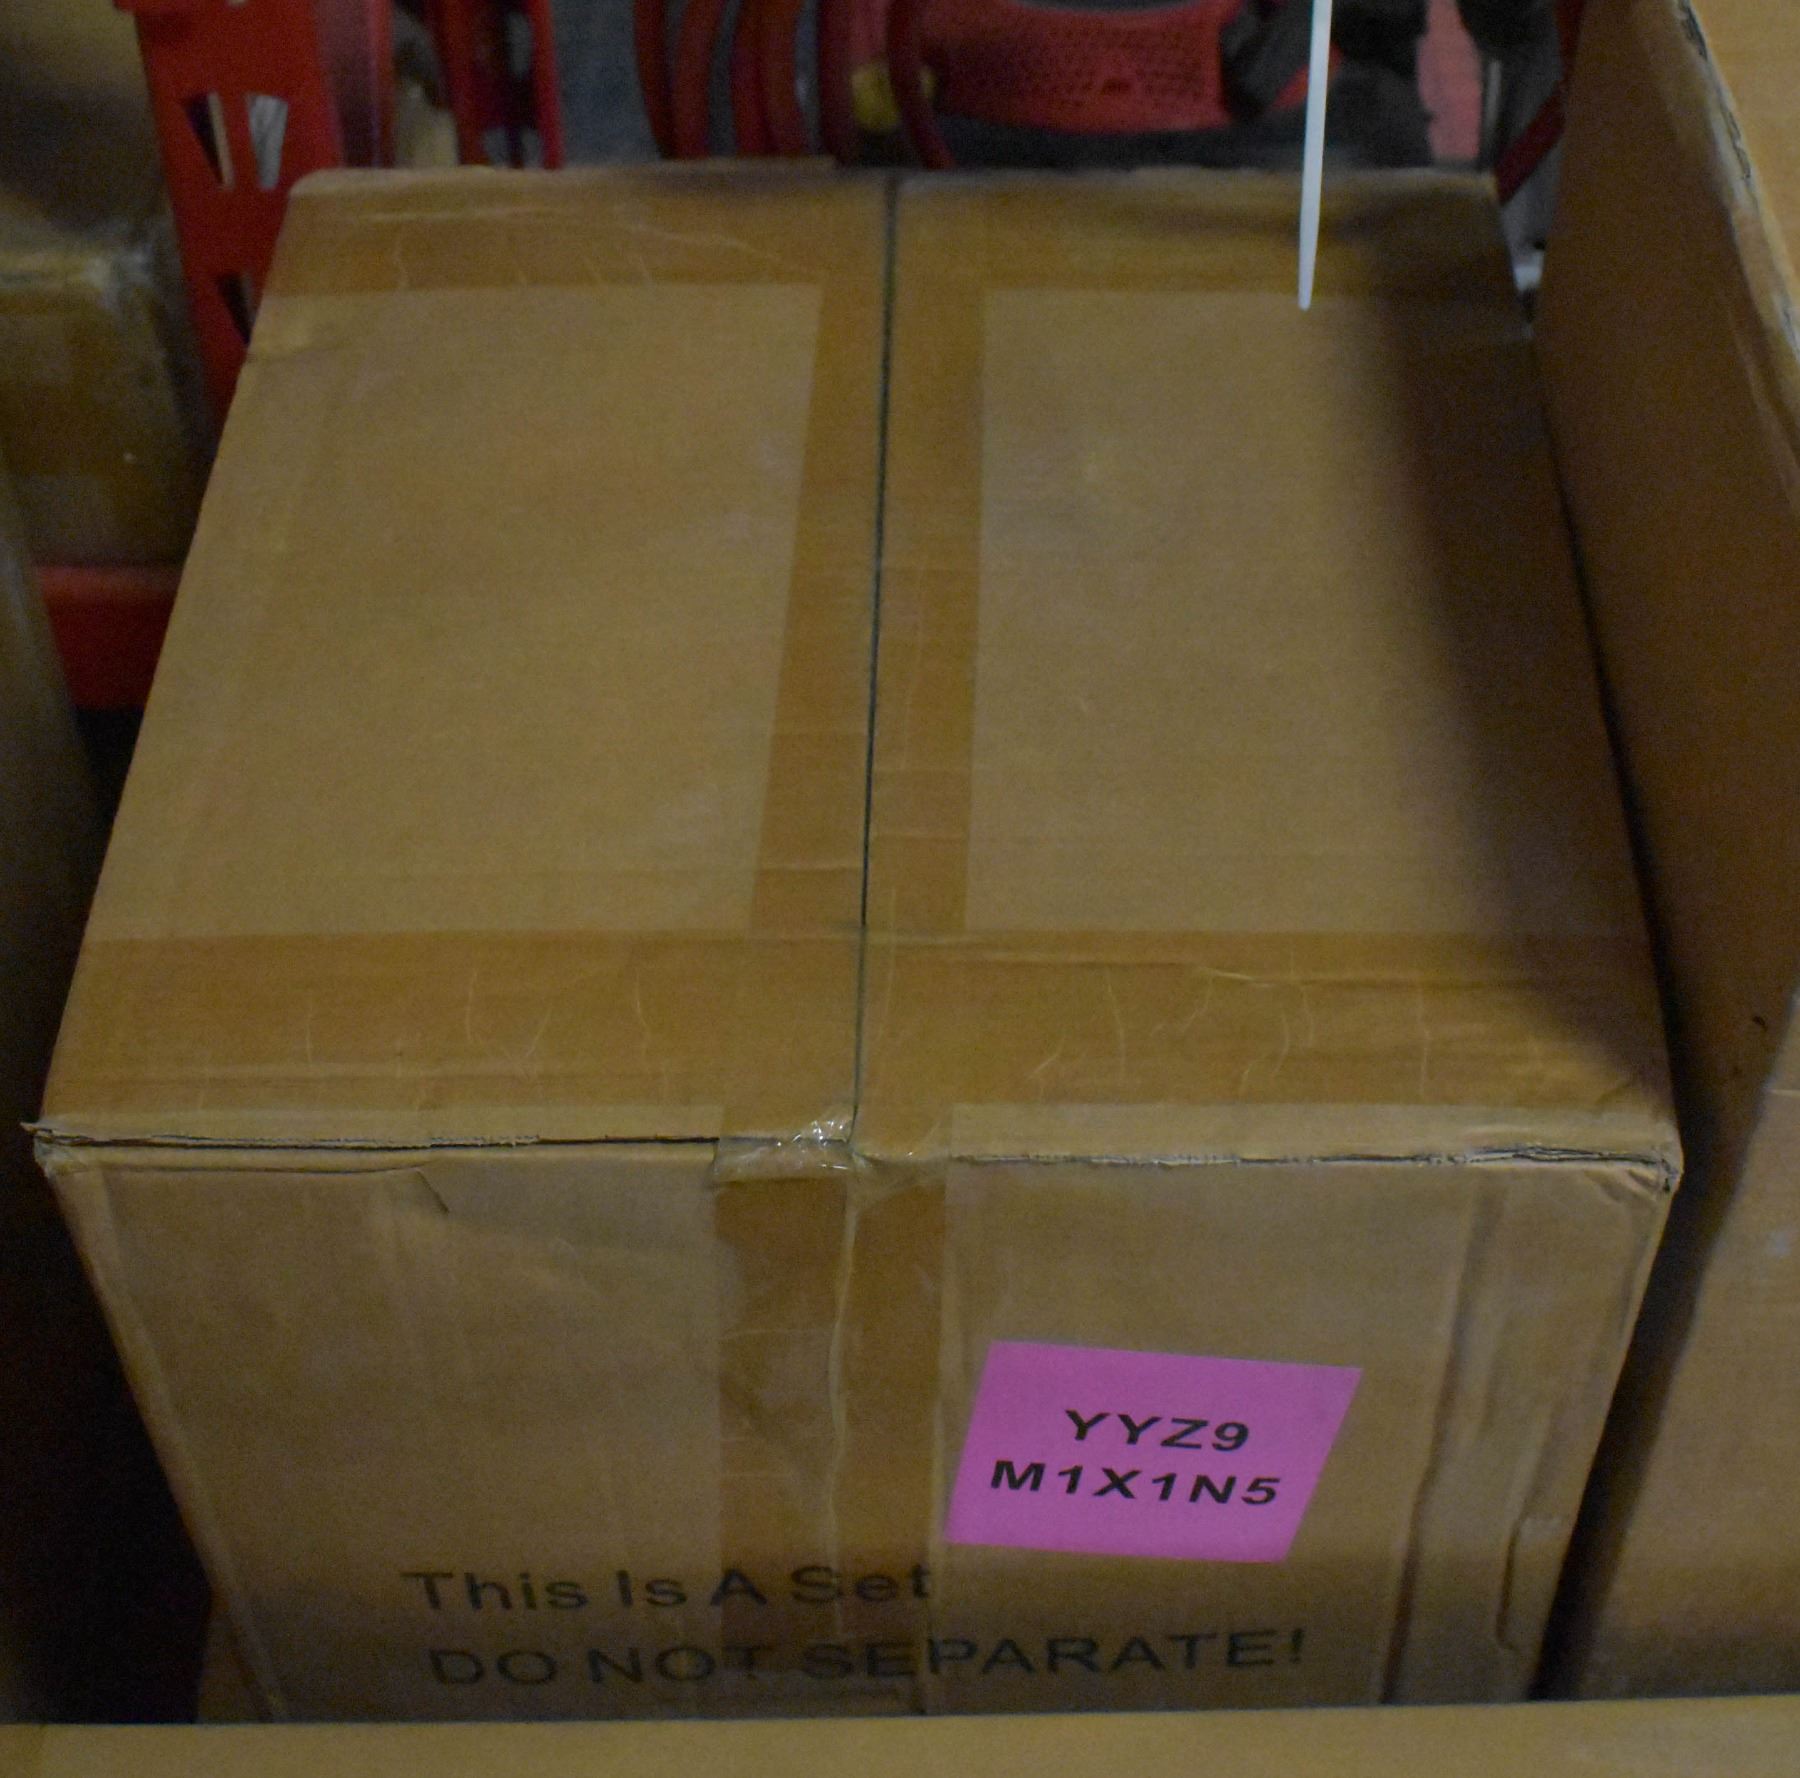 YYZ9
M1X1N5
This Is A Set
DO NOT SEPARATE!